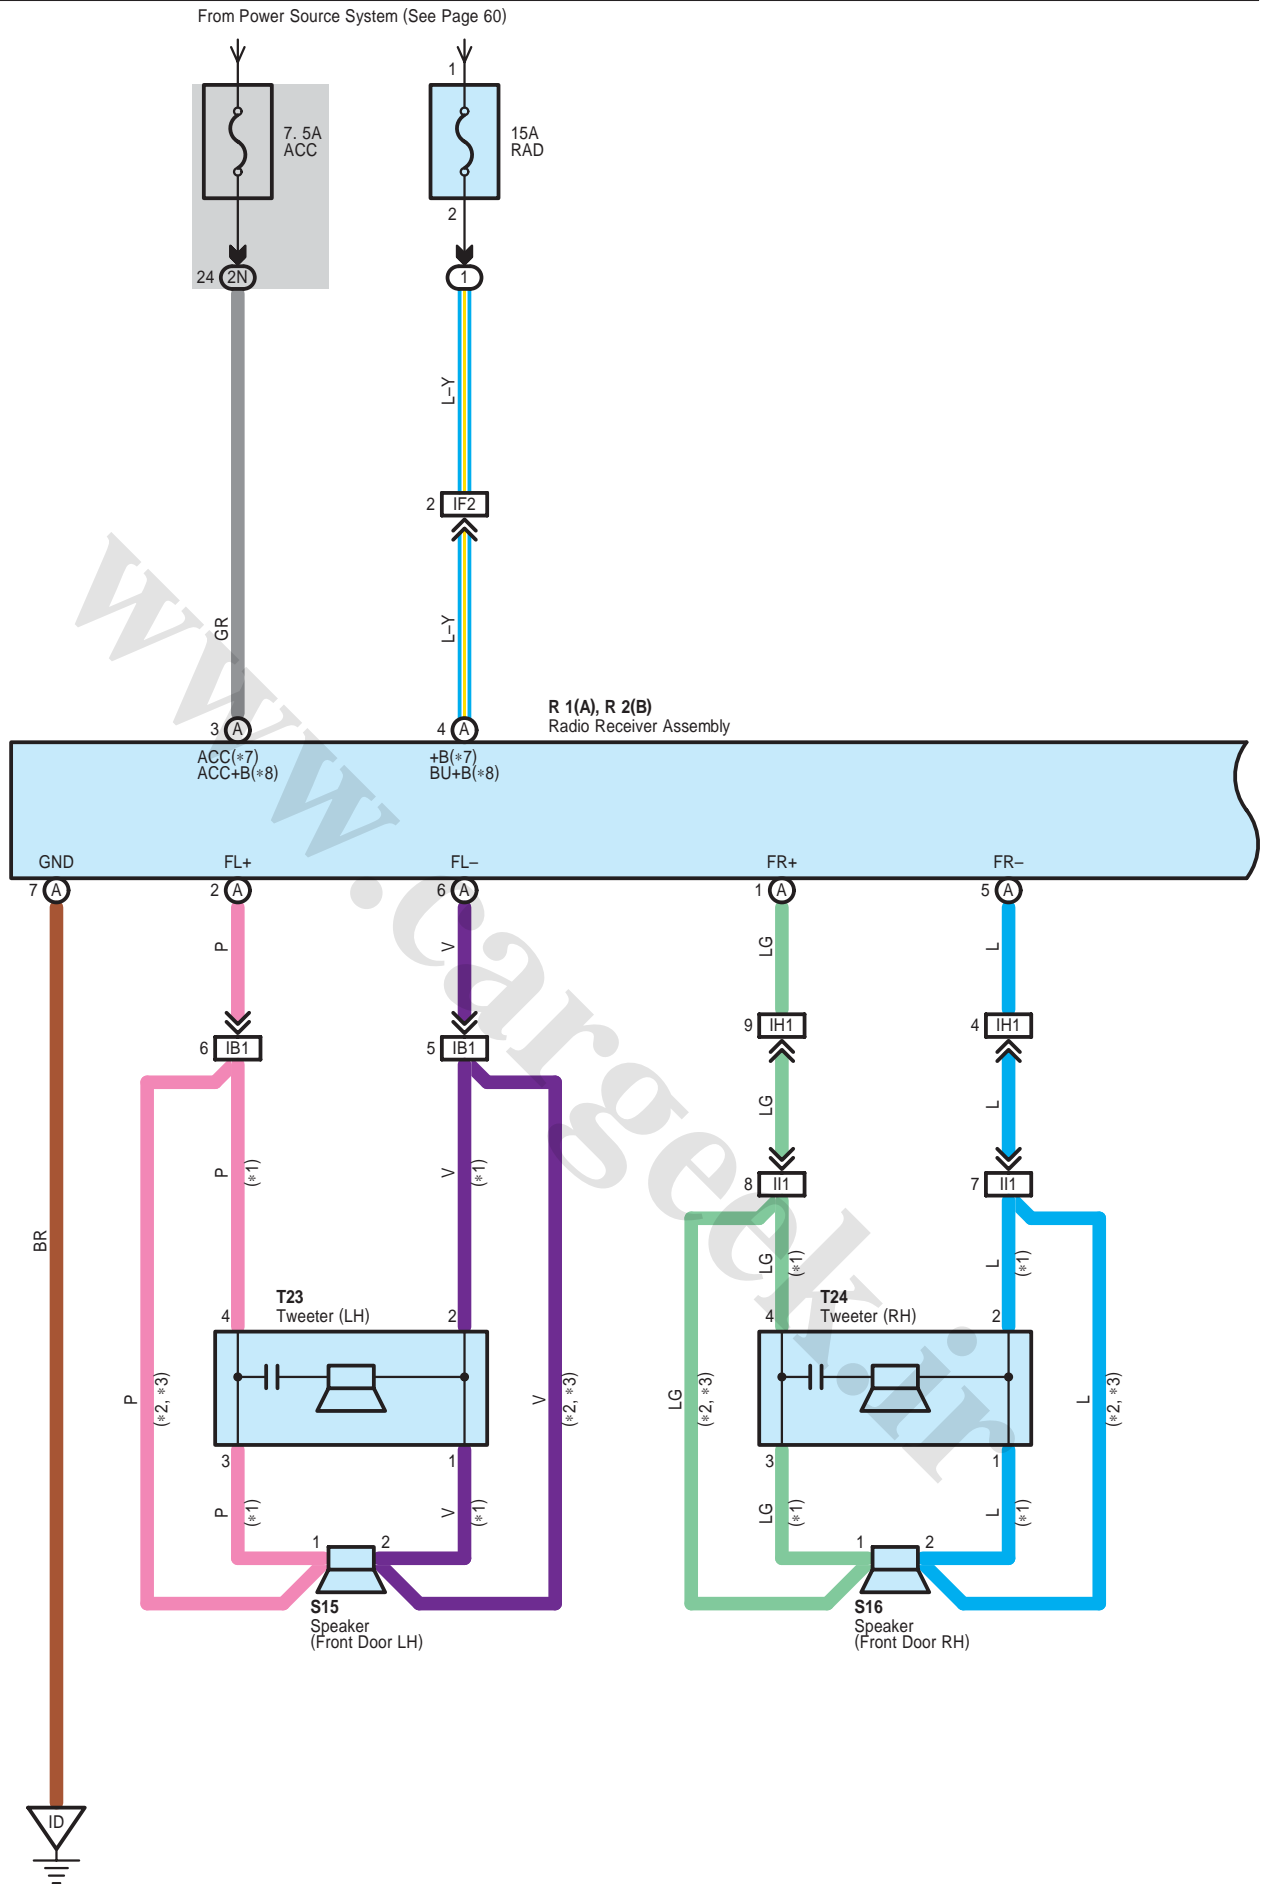 From Power Source System (See Page 60)
1
7. 5A
ACC
15A
RAD
2
24 2N
1
L–Y
2 IF2
GR
L–Y
R 1(A), R 2(B)
Radio Receiver Assembly
3 A
4 A
ACC(*7)
ACC+B(*8)
+B(*7)
BU+B(*8)
GND
FL+
FL–
FR+
FR–
7 A
2 A
6 A
1 A
5 A
P
V
LG
L
9 IH1
4 IH1
6 IB1
5 IB1
LG
L
P
(*1)
V
(*1)
8 II1
7 II1
BR
LG
(*1)
L
(*1)
T23
Tweeter (LH)
T24
Tweeter (RH)
4
2
4
2
P
(*2, *3)
V
(*2, *3)
LG
(*2, *3)
L
(*2, *3)
3
1
3
1
P
(*1)
V
(*1)
LG
(*1)
L
(*1)
1
2
1
2
S15
Speaker
(Front Door LH)
S16
Speaker
(Front Door RH)
ID
www.cargeek.ir